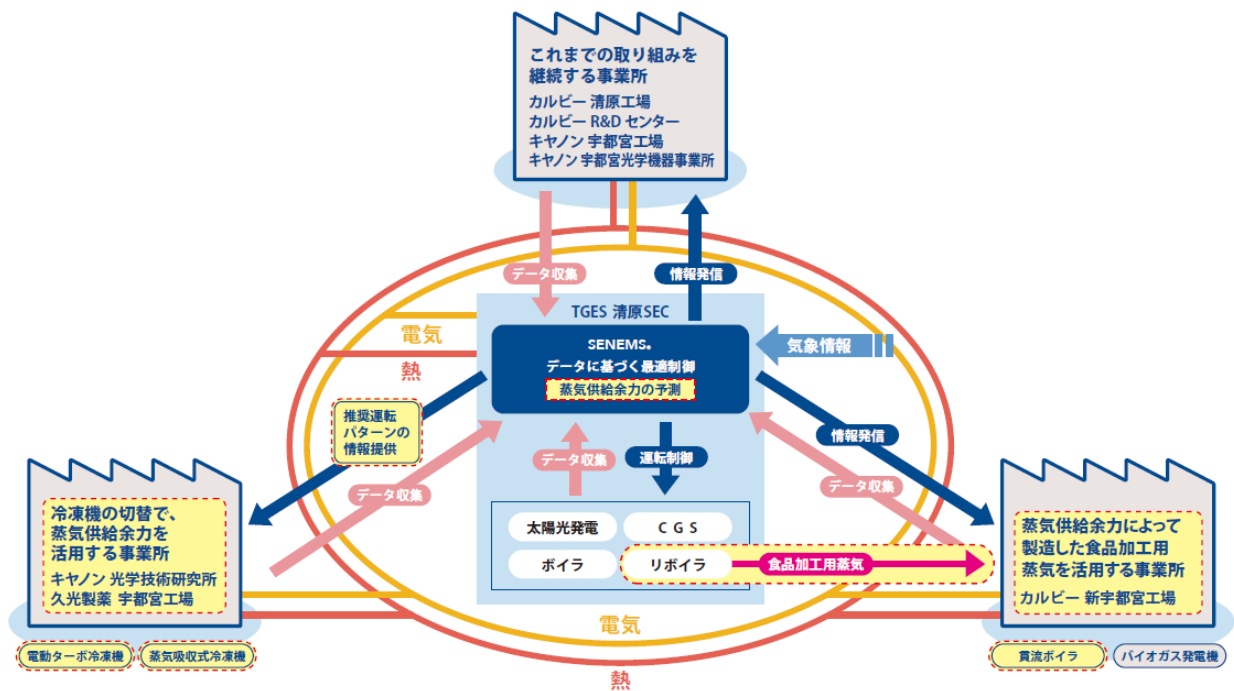 これまでの取り組みを
継続する事業所
カルビー 清原工場
カルビー R&D センター
キヤノン 宇都宮工場
キヤノン 宇都宮光学機器事業所
データ収集
情報発信
TGES 清原SEC
電気
熱
SENEMS®
データに基づく最適制御
蒸気供給余力の予測
気象情報
推奨運転
パターンの
情報提供
データ収集
データ収集
運転制御
情報発信
データ収集
冷凍機の切替で、
蒸気供給余力を
活用する事業所
キヤノン 光学技術研究所
久光製薬 宇都宮工場
電動ターボ冷凍機
蒸気吸収式冷凍機
太陽光発電
CGS
ボイラ
リボイラ
食品加工用蒸気
蒸気供給余力によって
製造した食品加工用
蒸気を活用する事業所
カルビー 新宇都宮工場
貫流ボイラ
バイオガス発電機
電気
熱